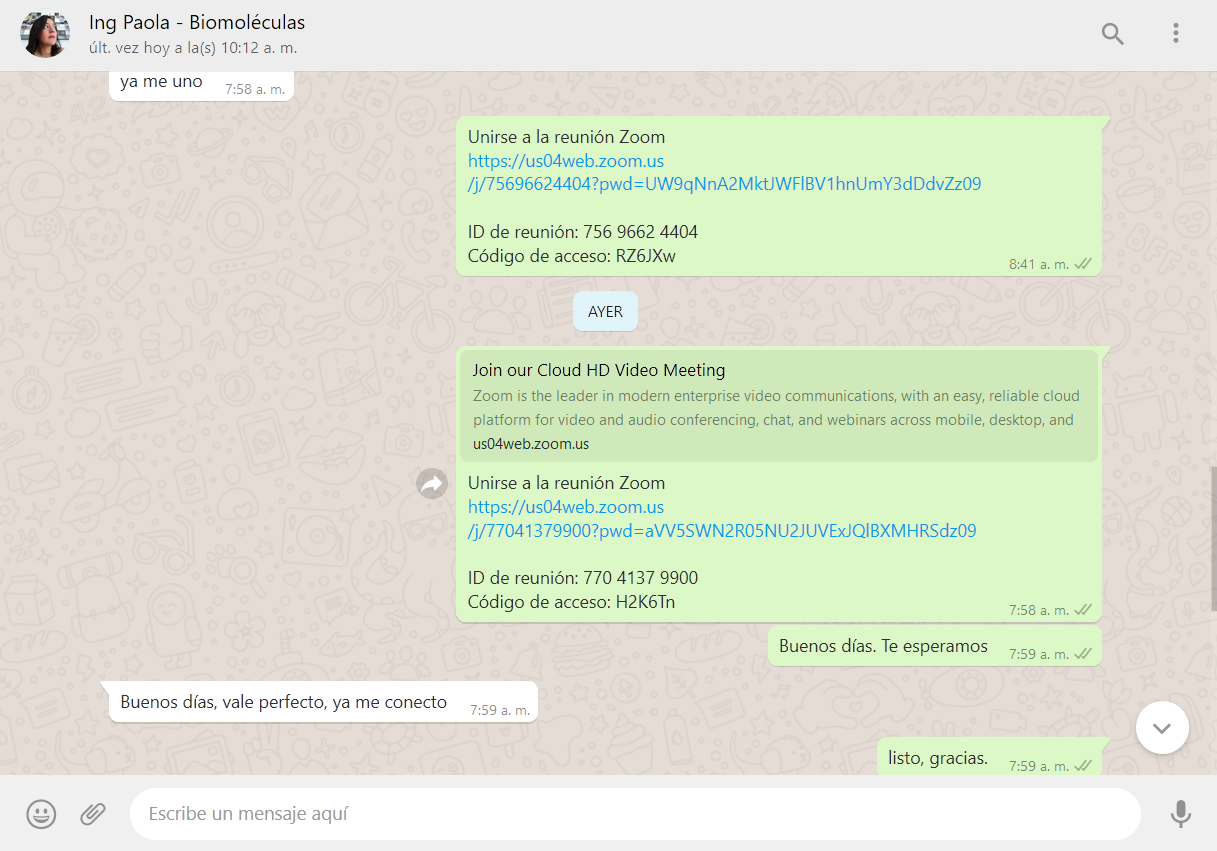 Ing Paola - Biomoléculas
últ. vez hoy a la(s) 10:12 a. m.
ya me uno
7:58 a. m.
Unirse a la reunión Zoom
https://us04web.zoom.us
/j/75696624404?pwd=UW9qNnA2MktJWFlBV1hnUmY3dDdvZz09
ID de reunión: 756 9662 4404
Código de acceso: RZ6JXw
8:41 a. m.
AYER
Join our Cloud HD Video Meeting
Zoom is the leader in modern enterprise video communications, with an easy, reliable cloud
platform for video and audio conferencing, chat, and webinars across mobile, desktop, and
us04web.zoom.us
Unirse a la reunión Zoom
https://us04web.zoom.us
/j/77041379900?pwd=aVV5SWN2R05NU2JUVExJQlBXMHRSdz09
ID de reunión: 770 4137 9900
Código de acceso: H2K6Tn
7:58 a. m.
Buenos días. Te esperamos
7:59 a. m.
Buenos días, vale perfecto, ya me conecto
7:59 a. m.
listo, gracias.
7:59 a. m.
Escribe un mensaje aquí